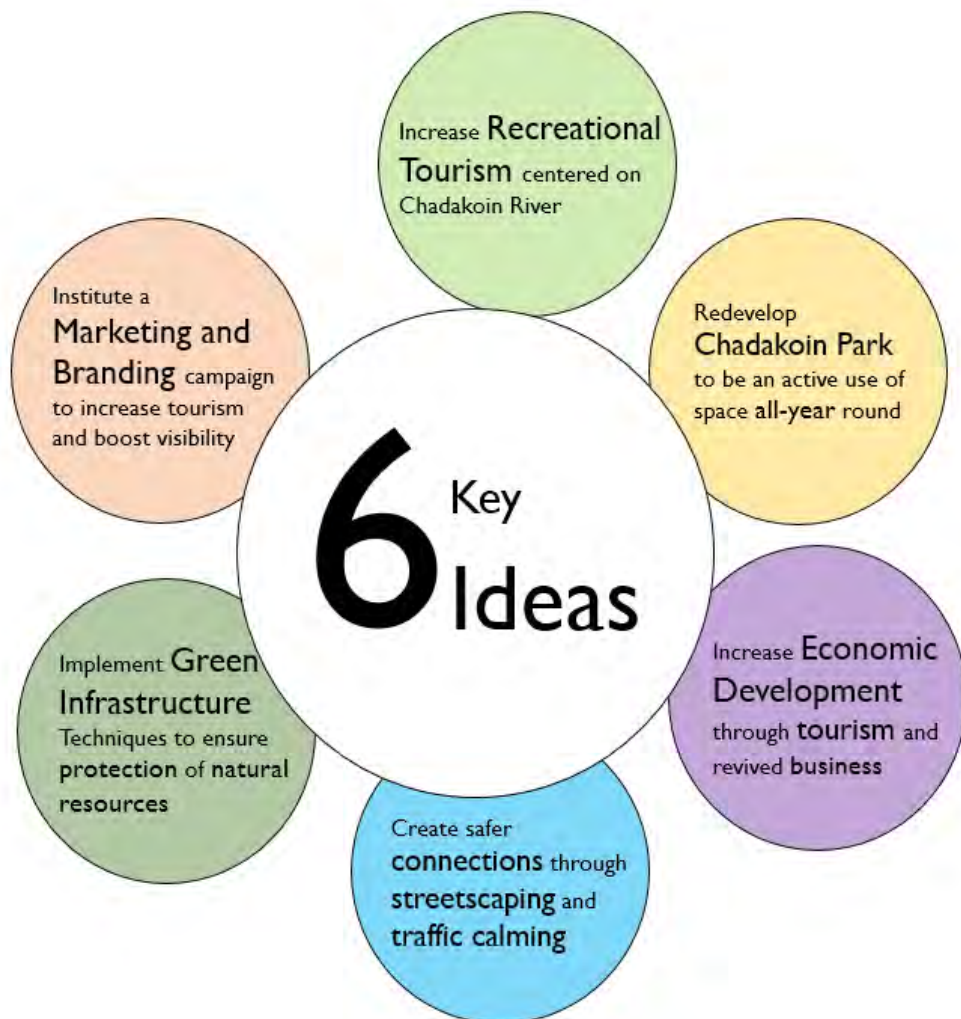 Increase Recreational
Tourism centered on
Chadakoin River
Redevelop
Chadakoin Park
to be an active use of
space all-year round
Increase Economic
Development
through tourism and
revived business
Create safer
connections through
streetscaping and
traffic calming
Implement Green
Infrastructure
Techniques to ensure
protection of natural
resources
Institute a
Marketing and
Branding campaign
to increase tourism
and boost visibility
6 Key
Ideas